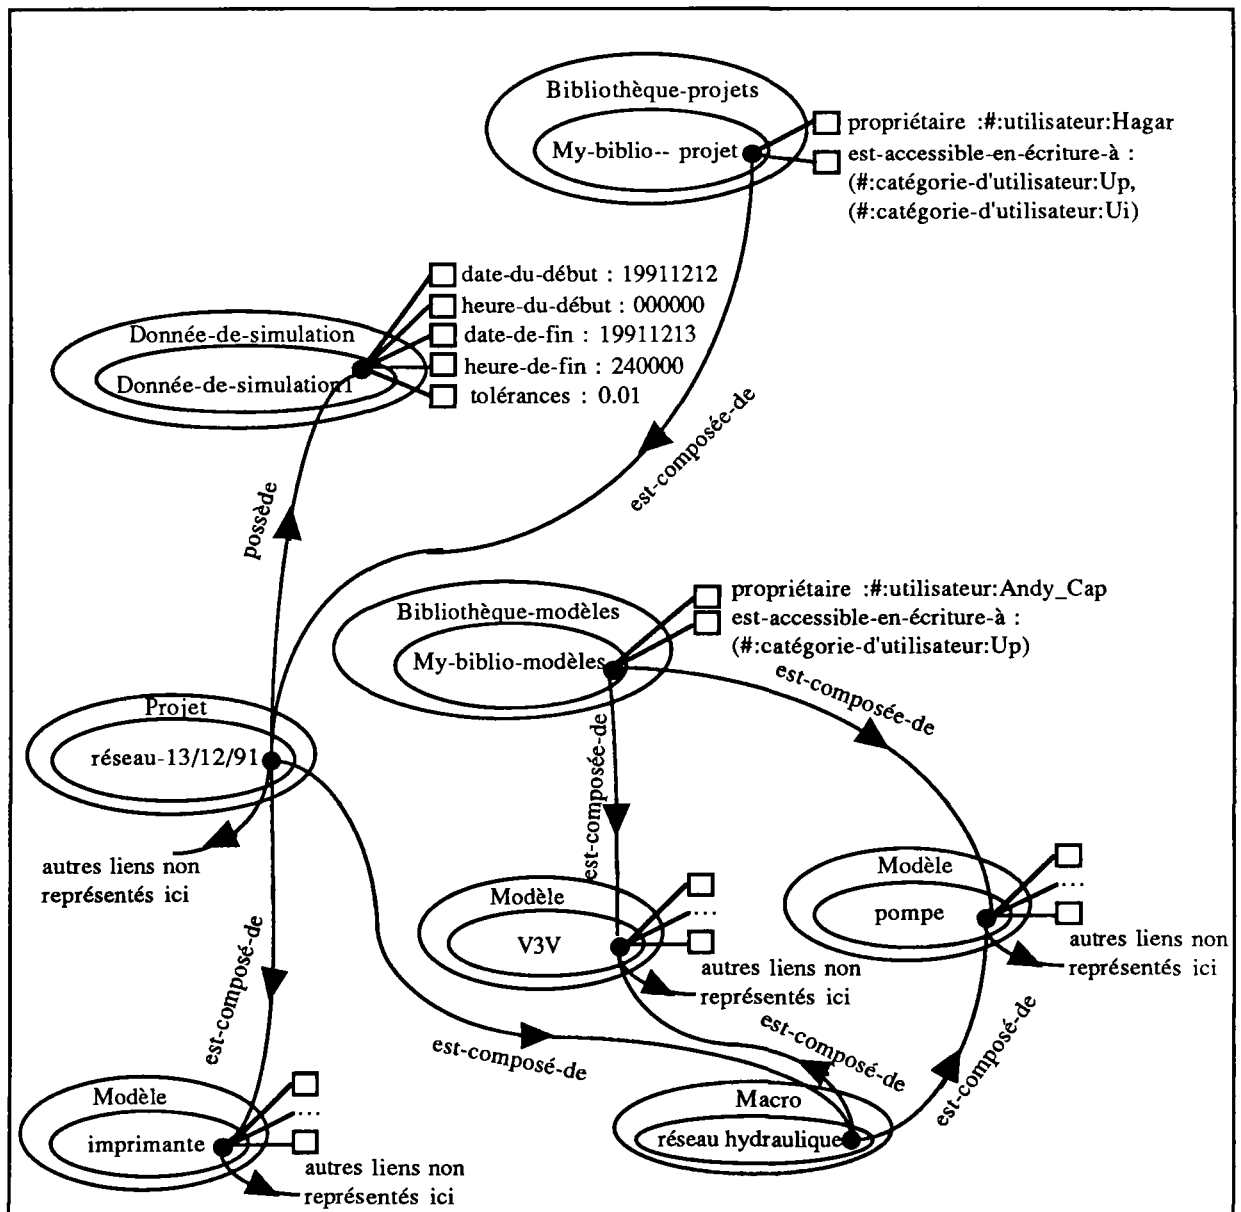 Bibliothèque-projets
My-biblio-- projet
propriétaire :#:utilisateur:Hagar
est-accessible-en-écriture-à :
(#:catégorie-d'utilisateur:Up,
(#:catégorie-d'utilisateur:Ui)
Donnée-de-simulation
Donnée-de-simulation1
date-du-début : 19911212
heure-du-début : 000000
date-de-fin : 19911213
heure-de-fin : 240000
tolérances : 0.01
est-composée-de
possède
Bibliothèque-modèles
My-biblio-modèles
propriétaire :#:utilisateur:Andy_Cap
est-accessible-en-écriture-à :
(#:catégorie-d'utilisateur:Up)
est-composée-de
est-composée-de
Projet
réseau-13/12/91
autres liens non
représentés ici
Modèle
V3V
...
autres liens non
représentés ici
Modèle
pompe
...
autres liens non
représentés ici
est-composé-de
est-composé-de
est-composé-de
est-composé-de
Modèle
imprimante
...
autres liens non
représentés ici
Macro
réseau hydraulique